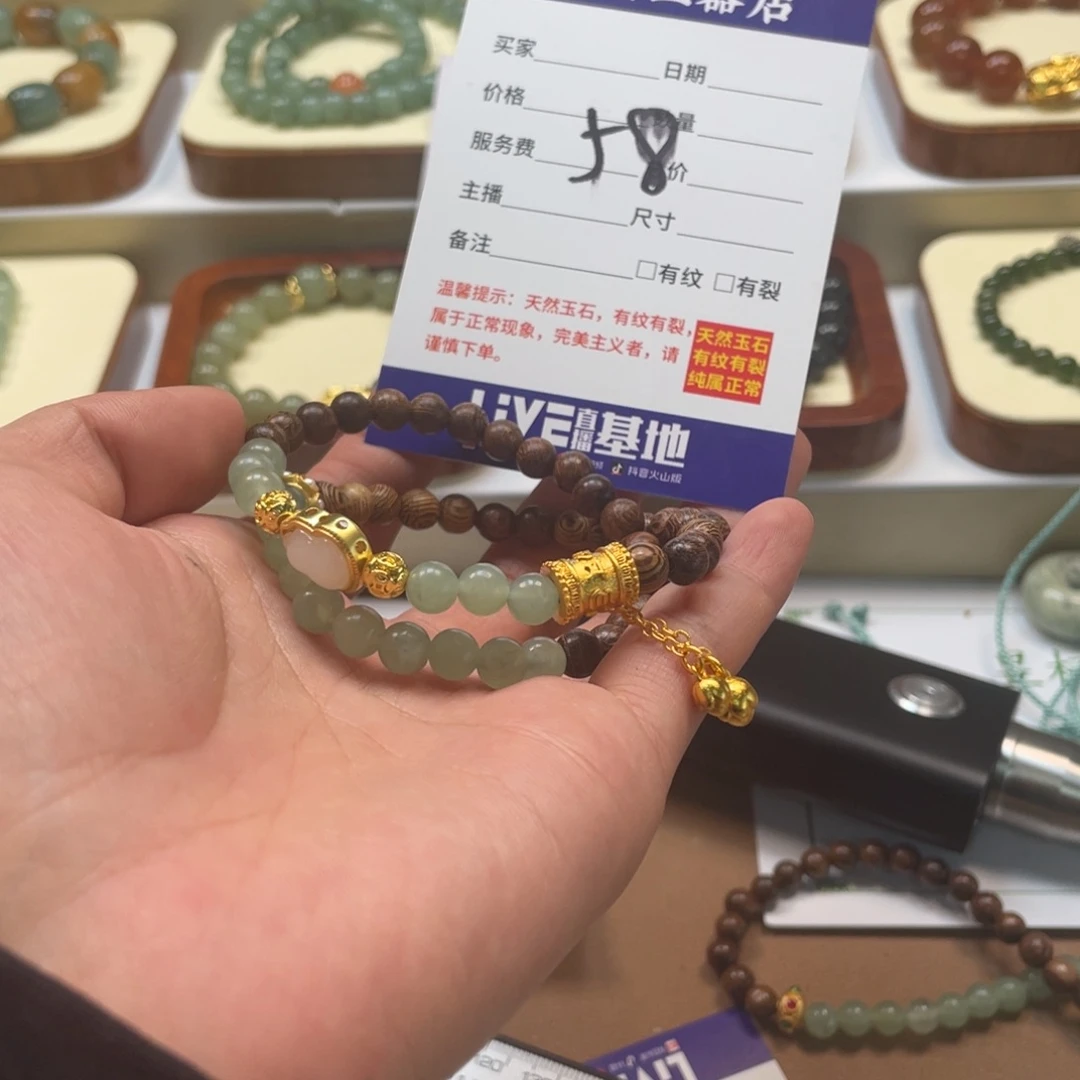 器店
买家 日期
价格 量
58
服务费 价
主播 尺寸
备注 □有纹 □有裂
温馨提示：天然玉石，有纹有裂，
属于正常现象，完美主义者，请
谨慎下单。
天然玉石
有纹有裂
纯属正常
LiVE直播基地
抖音火山版
LiVE